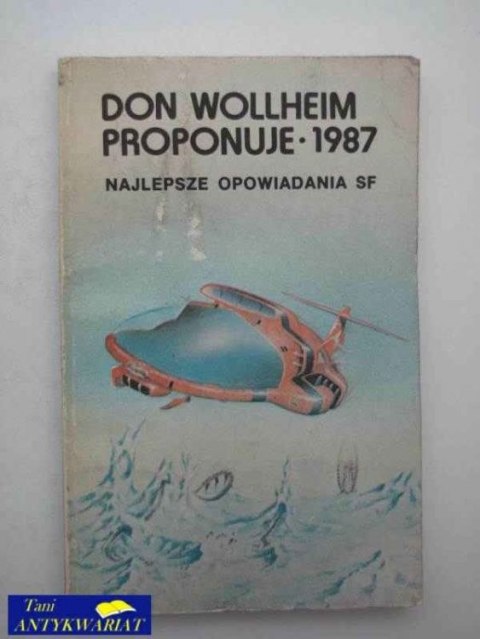 DON WOLLHEIM
PROPONUJE · 1987
NAJLEPSZE OPOWIADANIA SF
Tani
ANTYKWARIAT